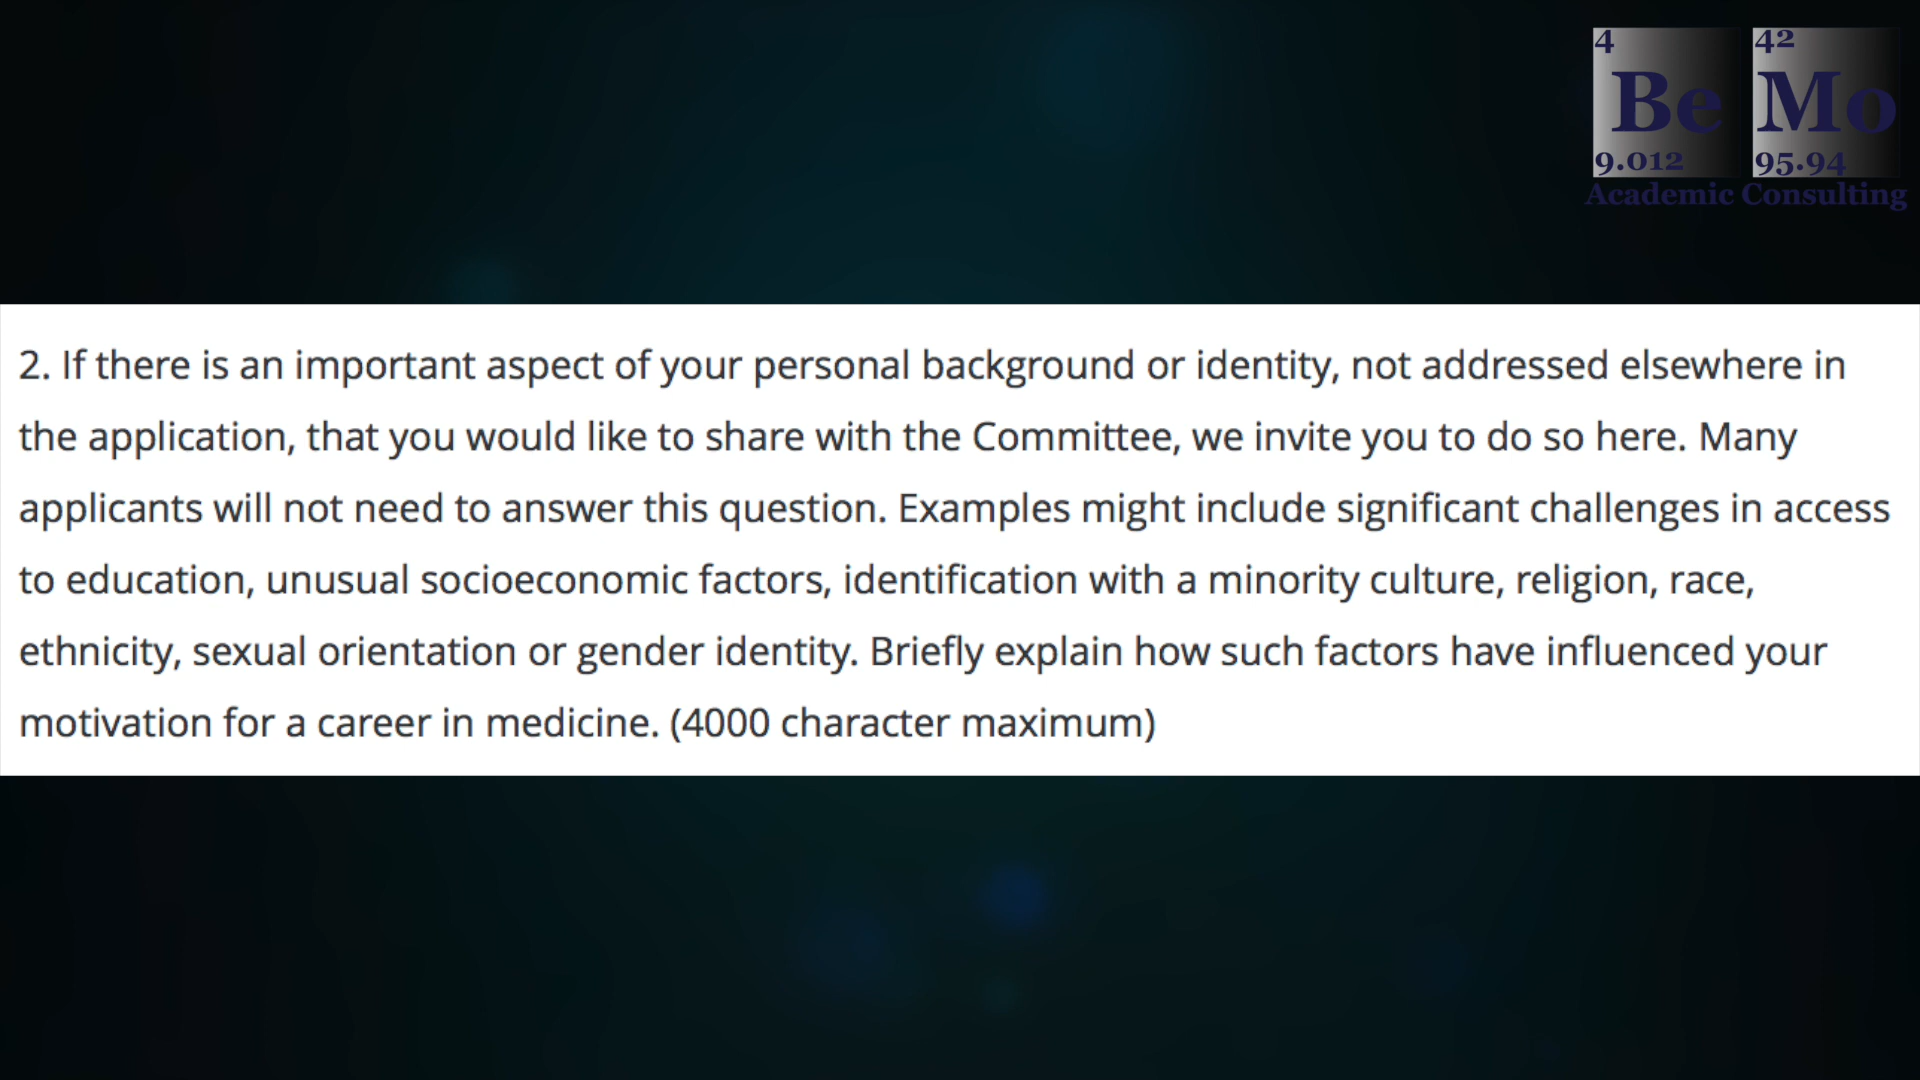 4 42
Be Mo
9.012 95.94
Academic Consulting
2. If there is an important aspect of your personal background or identity, not addressed elsewhere in
the application, that you would like to share with the Committee, we invite you to do so here. Many
applicants will not need to answer this question. Examples might include significant challenges in access
to education, unusual socioeconomic factors, identification with a minority culture, religion, race,
ethnicity, sexual orientation or gender identity. Briefly explain how such factors have influenced your
motivation for a career in medicine. (4000 character maximum)